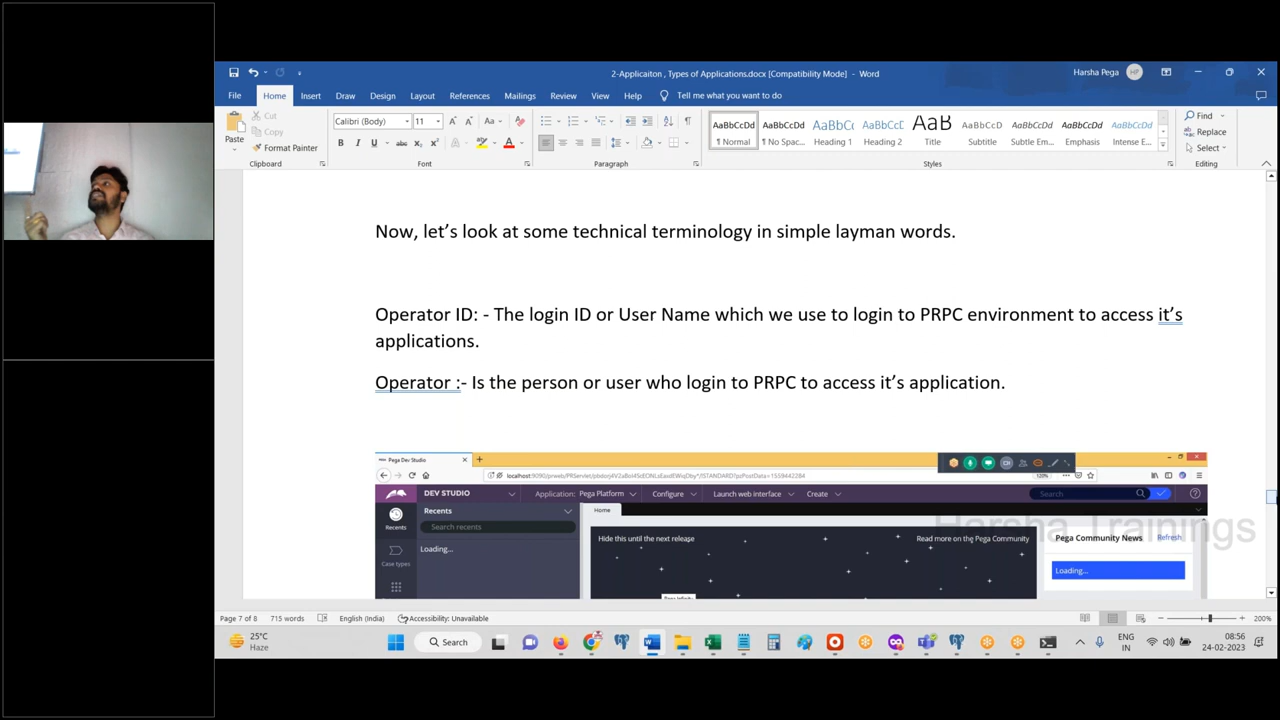 2-Applicaiton , Types of Applications.docx [Compatibility Mode] - Word
Harsha Pega
HP
File Home Insert Draw Design Layout References Mailings Review View Help Tell me what you want to do
Paste
Cut
Copy
Format Painter
Clipboard
Calibri (Body) 11
Font
Paragraph
AaBbCcDd AaBbCcDd AaBbCc AaBbCcD AaB AaBbCcD AaBbCcDd AaBbCcDd AaBbCcDd
¶ Normal ¶ No Spac... Heading 1 Heading 2 Title Subtitle Subtle Em... Emphasis Intense E...
Styles
Find
Replace
Select
Editing
Now, let's look at some technical terminology in simple layman words.
Operator ID: - The login ID or User Name which we use to login to PRPC environment to access it's
applications.
Operator :- Is the person or user who login to PRPC to access it's application.
Pega Dev Studio
DEV STUDIO Application: Pega Platform Configure Launch web interface Create Search
Recents
Recents
Search recents
Loading...
Case types
Home
Hide this until the next release Read more on the Pega Community
Pega Community News Refresh
Loading...
Harsha Trainings
Page 7 of 8 715 words English (India) Accessibility: Unavailable 200%
25°C
Haze
Search
ENG
IN
08:56
24-02-2023